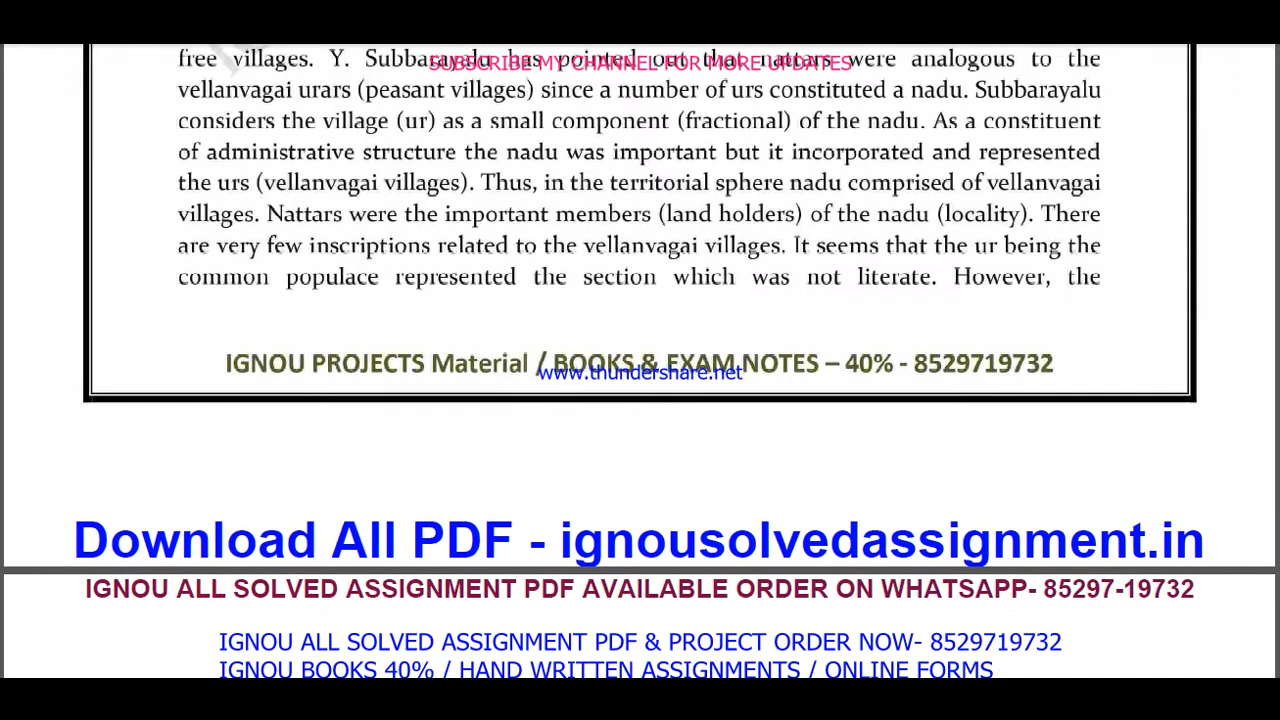 free villages. Y. Subbarayalu has pointed out that nattars were analogous to the
SUBSCRIBE MY CHANNEL FOR MORE UPDATES
vellanvagai urars (peasant villages) since a number of urs constituted a nadu. Subbarayalu
considers the village (ur) as a small component (fractional) of the nadu. As a constituent
of administrative structure the nadu was important but it incorporated and represented
the urs (vellanvagai villages). Thus, in the territorial sphere nadu comprised of vellanvagai
villages. Nattars were the important members (land holders) of the nadu (locality). There
are very few inscriptions related to the vellanvagai villages. It seems that the ur being the
common populace represented the section which was not literate. However, the
IGNOU PROJECTS Material / BOOKS & EXAM NOTES – 40% - 8529719732
www.thundershare.net
Download All PDF - ignousolvedassignment.in
IGNOU ALL SOLVED ASSIGNMENT PDF AVAILABLE ORDER ON WHATSAPP- 85297-19732
IGNOU ALL SOLVED ASSIGNMENT PDF & PROJECT ORDER NOW- 8529719732
IGNOU BOOKS 40% / HAND WRITTEN ASSIGNMENTS / ONLINE FORMS